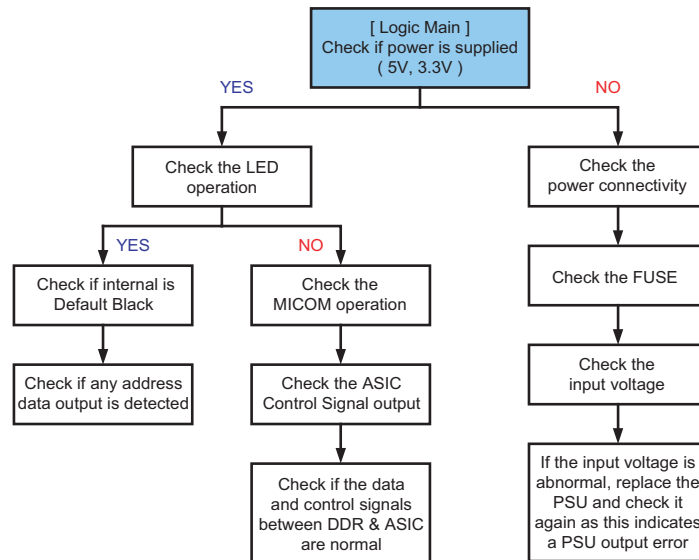 [ Logic Main ]
Check if power is supplied
( 5V, 3.3V )
YES
NO
Check the LED
operation
Check the
power connectivity
YES
NO
Check if internal is
Default Black
Check the
MICOM operation
Check the FUSE
Check if any address
data output is detected
Check the ASIC
Control Signal output
Check the
input voltage
Check if the data
and control signals
between DDR & ASIC
are normal
If the input voltage is
abnormal, replace the
PSU and check it
again as this indicates
a PSU output error